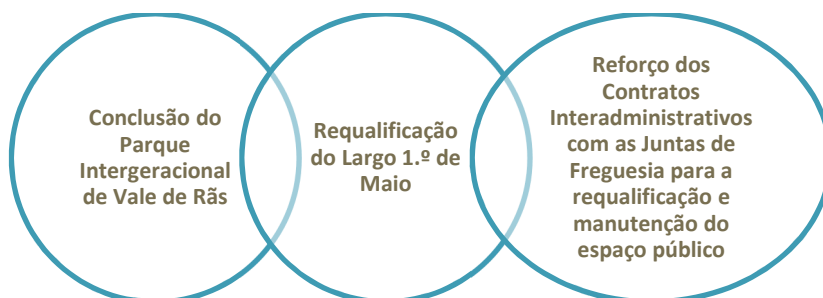 Conclusão do
Parque
Intergeracional
de Vale de Rãs
Requalificação
do Largo 1.º de
Maio
Reforço dos
Contratos
Interadministrativos
com as Juntas de
Freguesia para a
requalificação e
manutenção do
espaço público